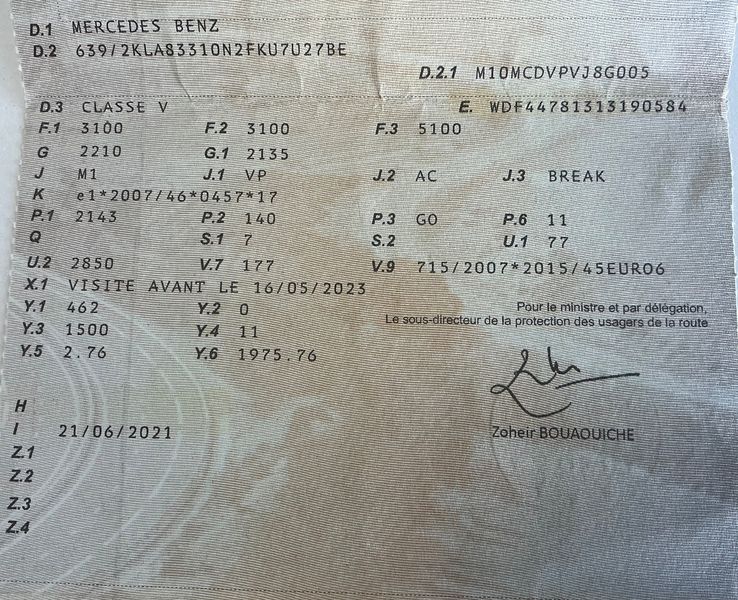 D.1 MERCEDES BENZ
D.2 639/2KLA83310N2FKU7U27BE
D.2.1 M10MCDVPVJ8G005
D.3 CLASSE V E. WDF44781313190584
F.1 3100 F.2 3100 F.3 5100
G 2210 G.1 2135
J M1 J.1 VP J.2 AC J.3 BREAK
K e1*2007/46*0457*17
P.1 2143 P.2 140 P.3 GO P.6 11
Q S.1 7 S.2 U.1 77
U.2 2850 V.7 177 V.9 715/2007*2015/45EURO6
X.1 VISITE AVANT LE 16/05/2023
Y.1 462 Y.2 0
Pour le ministre et par délégation,
Le sous-directeur de la protection des usagers de la route
Y.3 1500 Y.4 11
Y.5 2.76 Y.6 1975.76
H
I 21/06/2021
Zoheir BOUAOUICHE
Z.1
Z.2
Z.3
Z.4